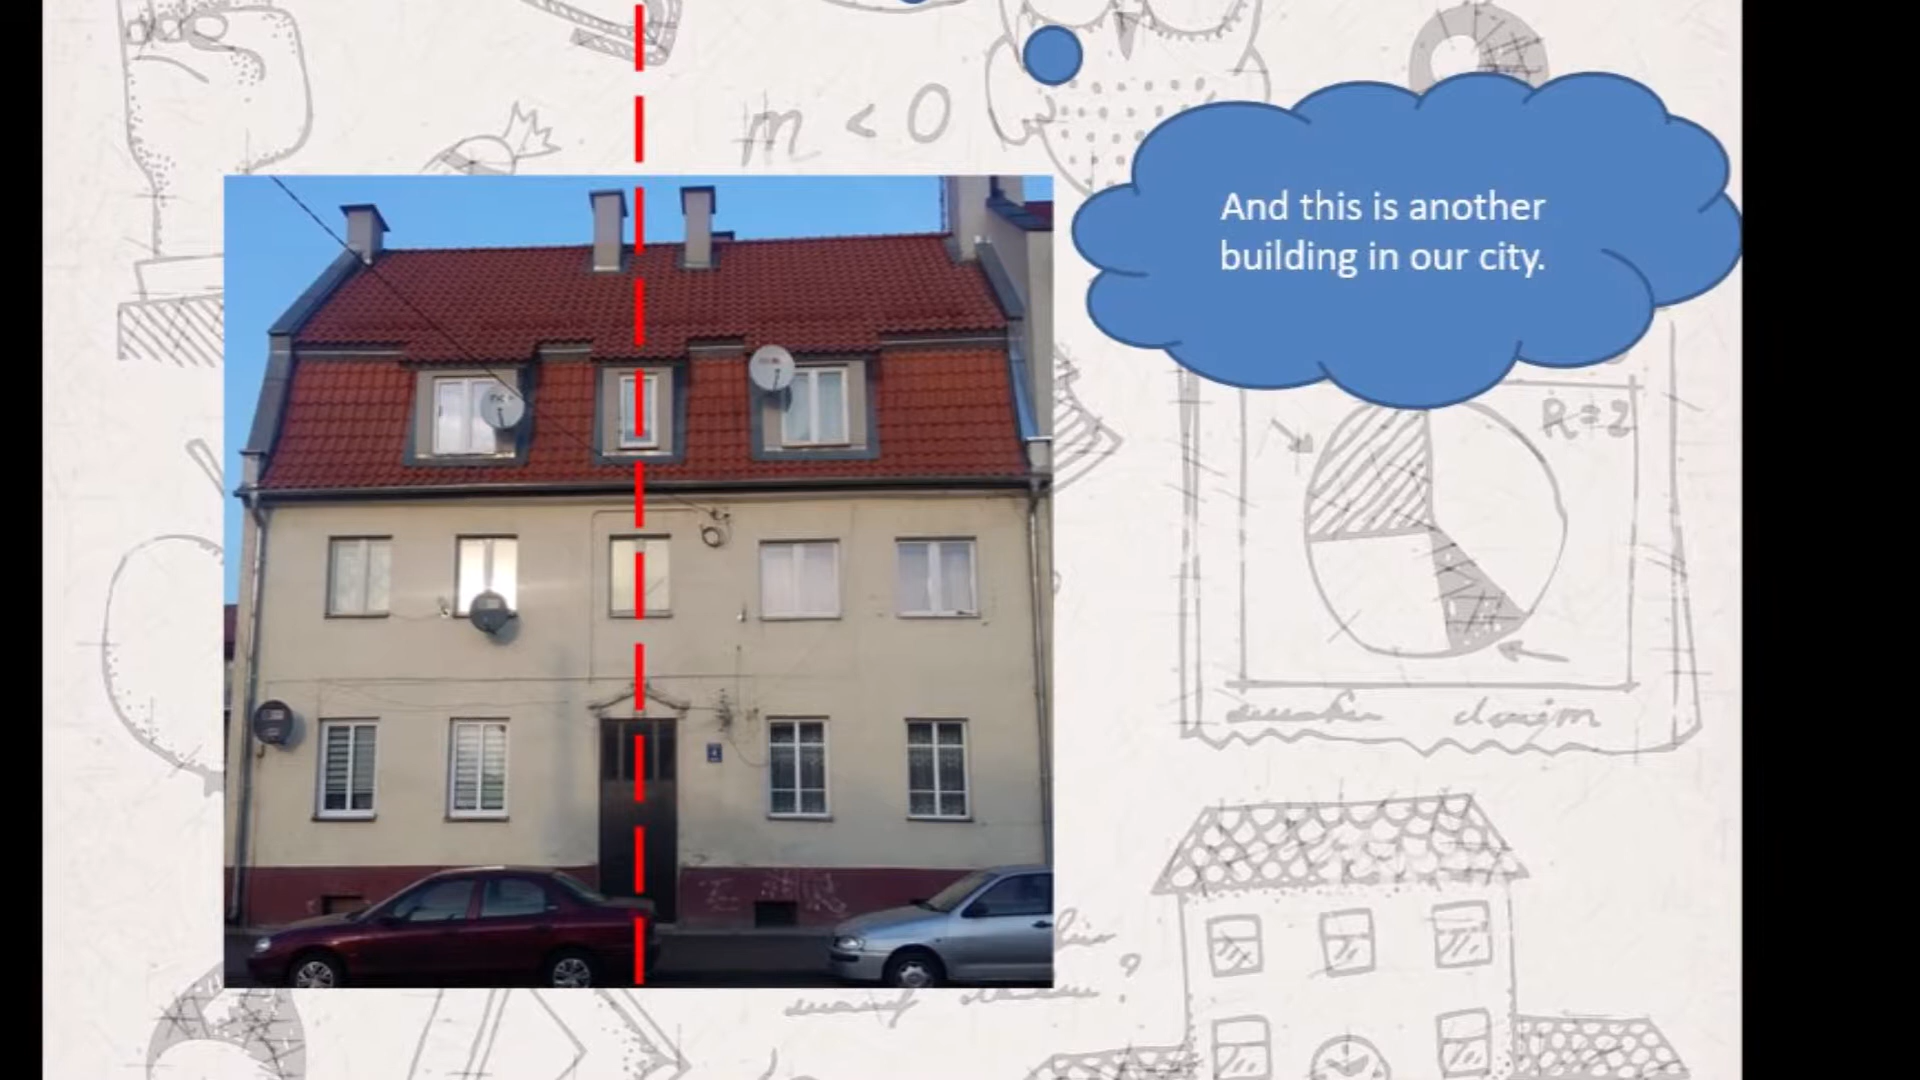 m < 0
And this is another
building in our city.
R=2